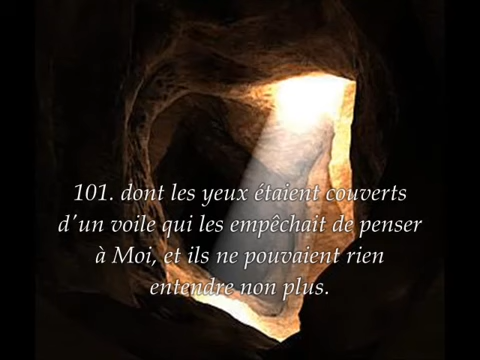 101. dont les yeux étaient couverts
d'un voile qui les empêchait de penser
à Moi, et ils ne pouvaient rien
entendre non plus.